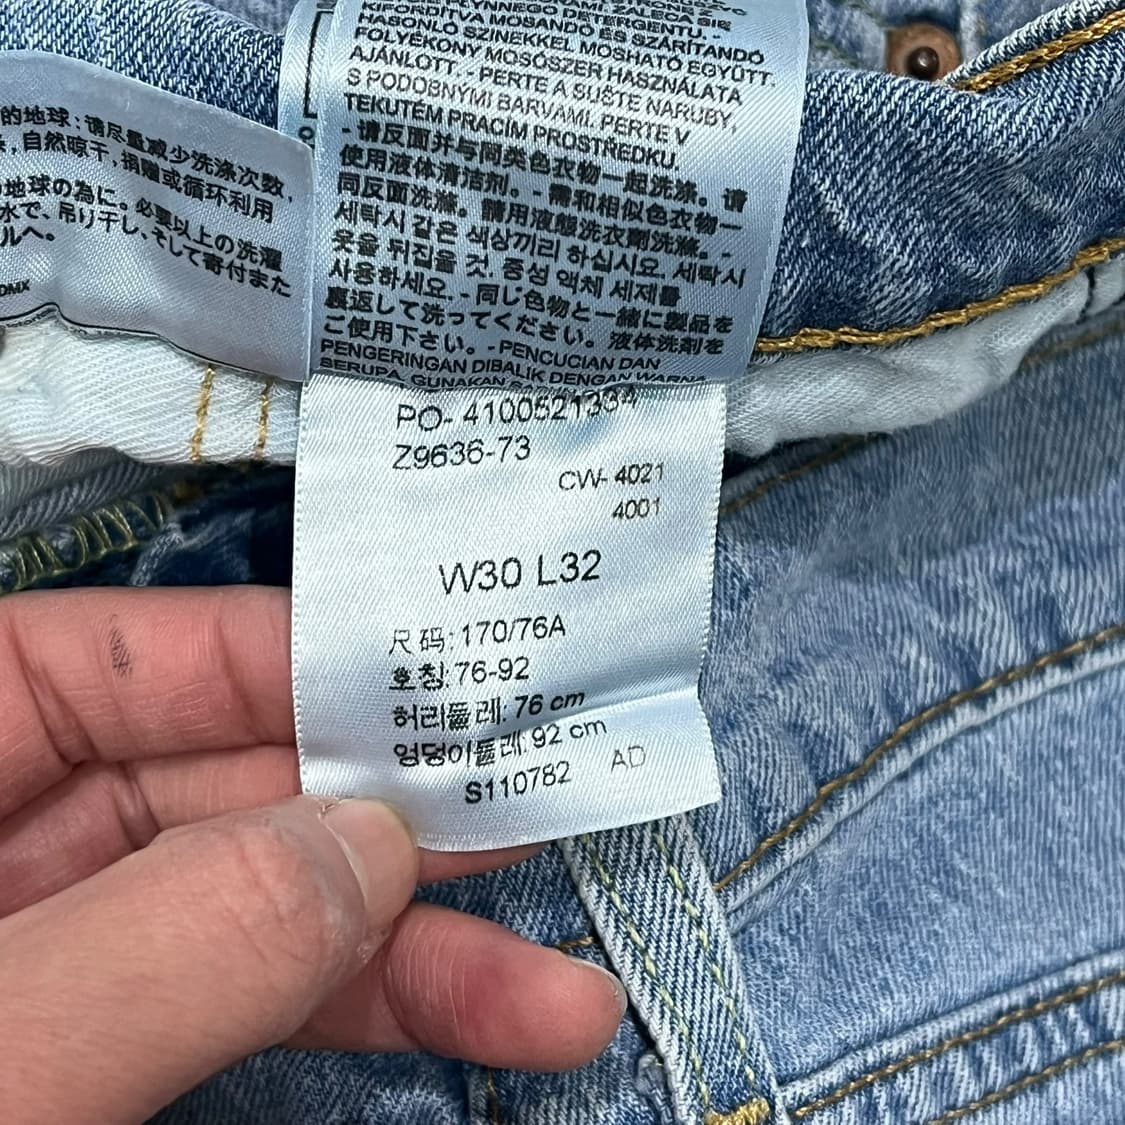 的地球:请尽量减少洗涤次数,
自然晾干,捐赠或循环利用
地球の為に。必要以上の洗濯
水で、吊り干し、そして寄付また
ルへ。
ZALECA SIĘ
DETERGENTU. -
KIFORDÍTVA MOSANDÓ ÉS SZÁRÍTANDÓ
HASONLÓ SZÍNEKKEL MOSHATÓ EGYÜTT.
FOLYÉKONY MOSÓSZER HASZNÁLATA
AJÁNLOTT. - PERTE A SUŠTE NARUBY,
S PODOBNÝMI BARVAMI. PERTE V
TEKUTÉM PRACÍM PROSTŘEDKU.
- 请反面并与同类色衣物一起洗涤。请
使用液体清洁剂。- 需和相似色衣物一
同反面洗滌。請用液態洗衣劑洗滌。-
세탁시 같은 색상끼리 하십시오. 세탁시
옷을 뒤집을 것. 중성 액체 세제를
사용하세요. - 同じ色物と一緒に製品を
裏返して洗ってください。液体洗剤を
ご使用下さい。- PENCUCIAN DAN
PENGERINGAN DIBALIK DENGAN WARNA
SERUPA, GUNAKAN
PO- 4100521334
Z9636-73
CW- 4021
4001
W30 L32
尺码: 170/76A
호칭: 76-92
허리둘레: 76 cm
엉덩이둘레: 92 cm
S110782 AD